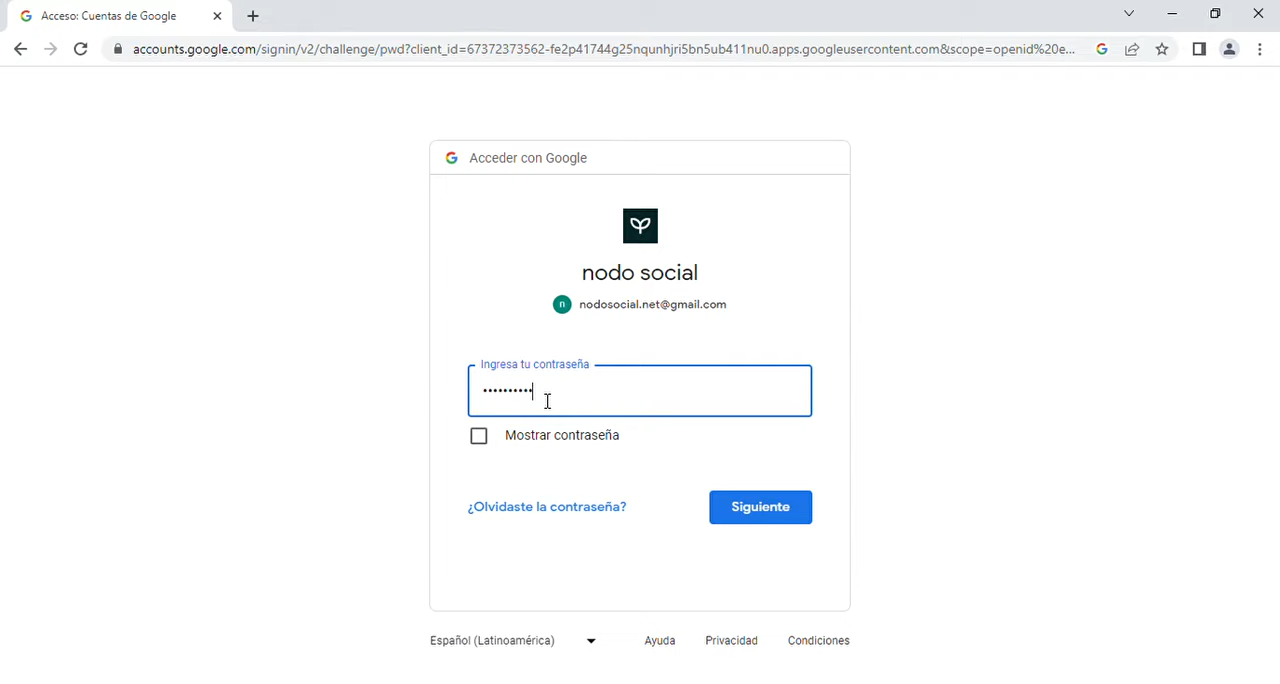 Acceso: Cuentas de Google
accounts.google.com/signin/v2/challenge/pwd?client_id=67372373562-fe2p41744g25nqunhjri5bn5ub411nu0.apps.googleusercontent.com&scope=openid%20e...
Acceder con Google
nodo social
n nodosocial.net@gmail.com
Ingresa tu contraseña
••••••••••
Mostrar contraseña
¿Olvidaste la contraseña? Siguiente
Español (Latinoamérica) Ayuda Privacidad Condiciones